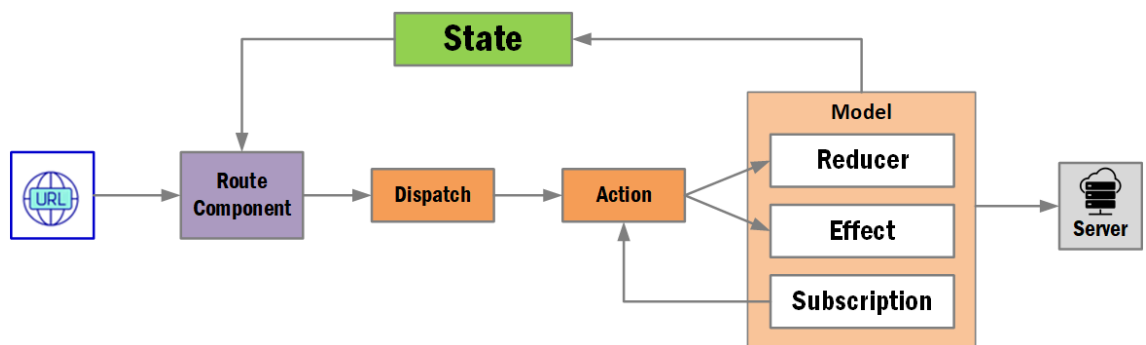 State
Model
URL
Route
Component
Dispatch
Action
Reducer
Effect
Subscription
Server